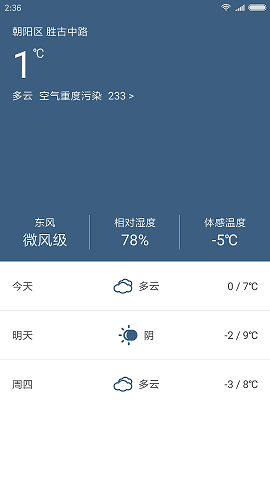 2:36
朝阳区 胜古中路
1℃
多云 空气重度污染 233 >
东风 相对湿度 体感温度
微风级 78% -5℃
今天 多云 0 / 7℃
明天 阴 -2 / 9℃
周四 多云 -3 / 8℃